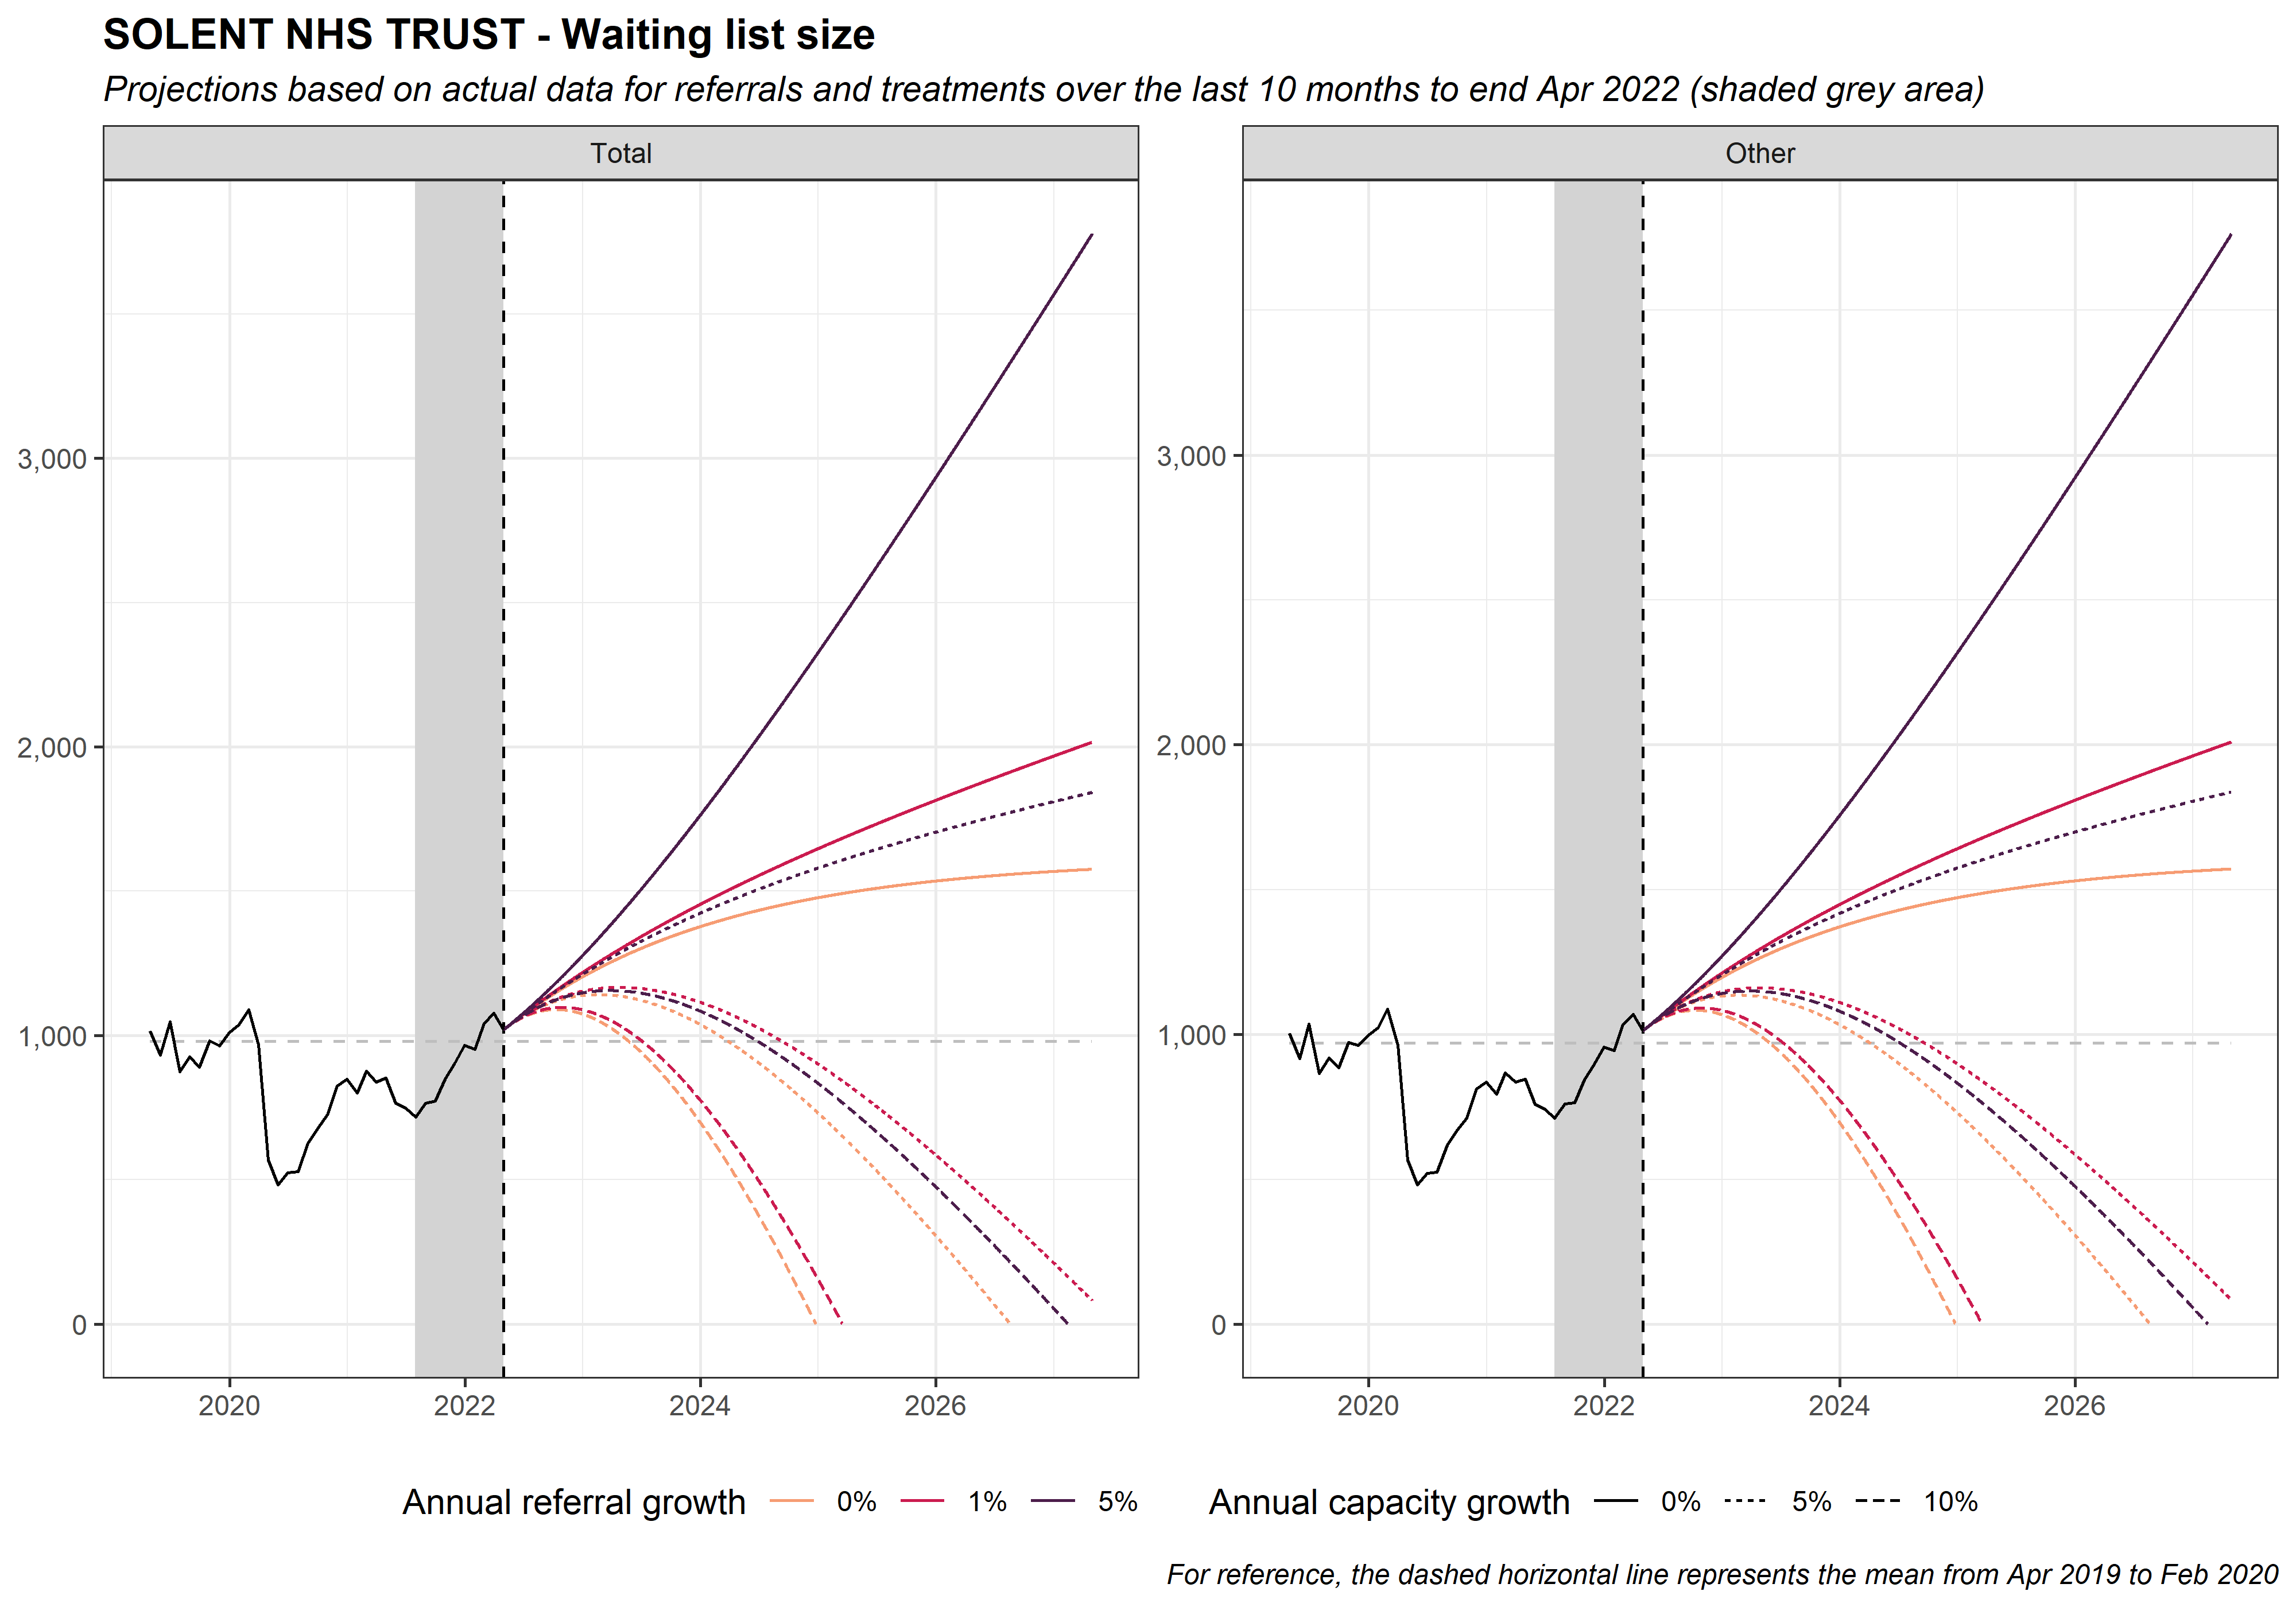 SOLENT NHS TRUST - Waiting list size
Projections based on actual data for referrals and treatments over the last 10 months to end Apr 2022 (shaded grey area)
Total
Other
3,000
2,000
1,000
0
3,000
2,000
1,000
0
2020 2022 2024 2026
2020 2022 2024 2026
Annual referral growth 0% 1% 5%
Annual capacity growth 0% 5% 10%
For reference, the dashed horizontal line represents the mean from Apr 2019 to Feb 2020